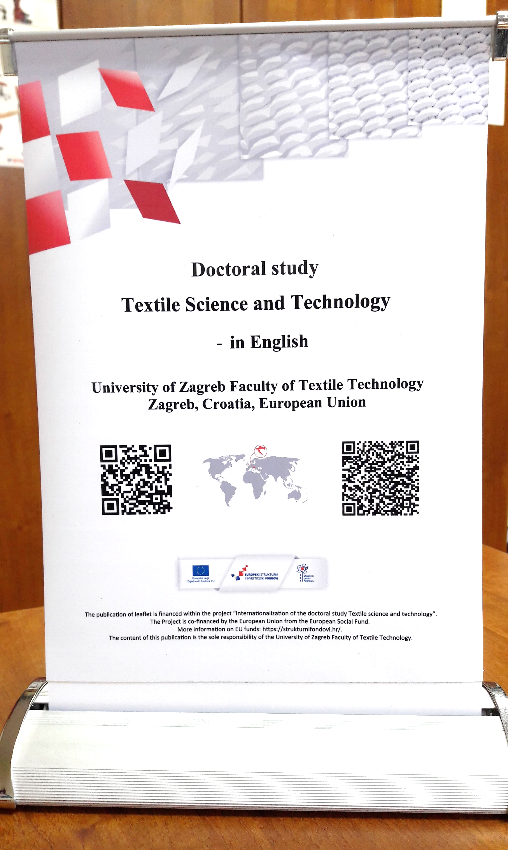 Doctoral study
Textile Science and Technology
- in English
University of Zagreb Faculty of Textile Technology
Zagreb, Croatia, European Union
EUROPSKI STRUKTURNI
I INVESTICIJSKI FONDOVI
The publication of leaflet is financed within the project "Internationalization of the doctoral study Textile science and technology".
The Project is co-financed by the European Union from the European Social Fund.
More information on EU funds: https://strukturnifondovi.hr/.
The content of this publication is the sole responsibility of the University of Zagreb Faculty of Textile Technology.